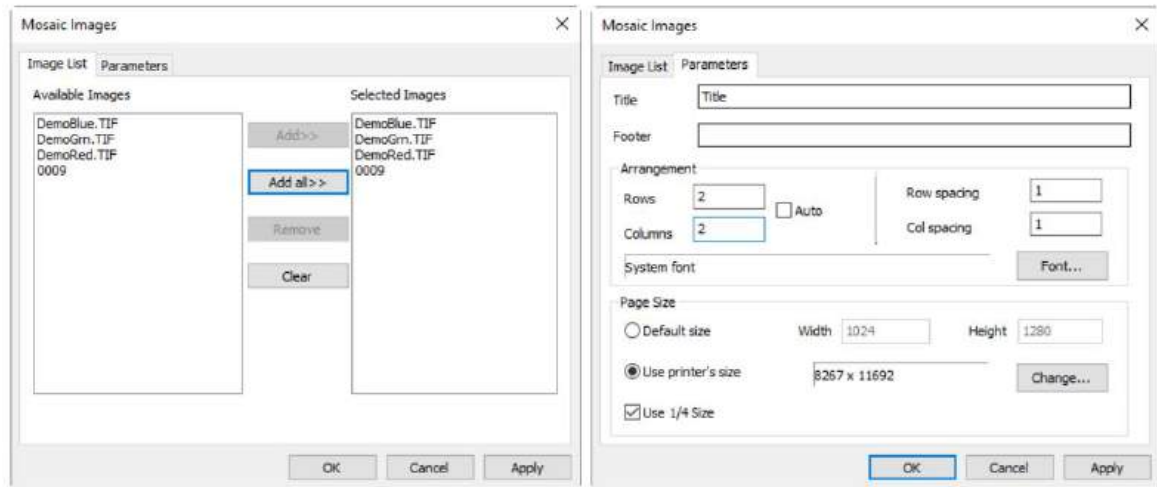 Mosaic Images
Image List Parameters
Available Images Selected Images
DemoBlue.TIF
DemoGrn.TIF
DemoRed.TIF
0009
Add>>
Add all>>
Remove
Clear
DemoBlue.TIF
DemoGrn.TIF
DemoRed.TIF
0009
OK Cancel Apply
Mosaic Images
Image List Parameters
Title Title
Footer
Arrangement
Rows 2
Columns 2
Auto
Row spacing 1
Col spacing 1
System font Font...
Page Size
Default size Width 1024 Height 1280
Use printer's size 8267 x 11692 Change...
Use 1/4 Size
OK Cancel Apply